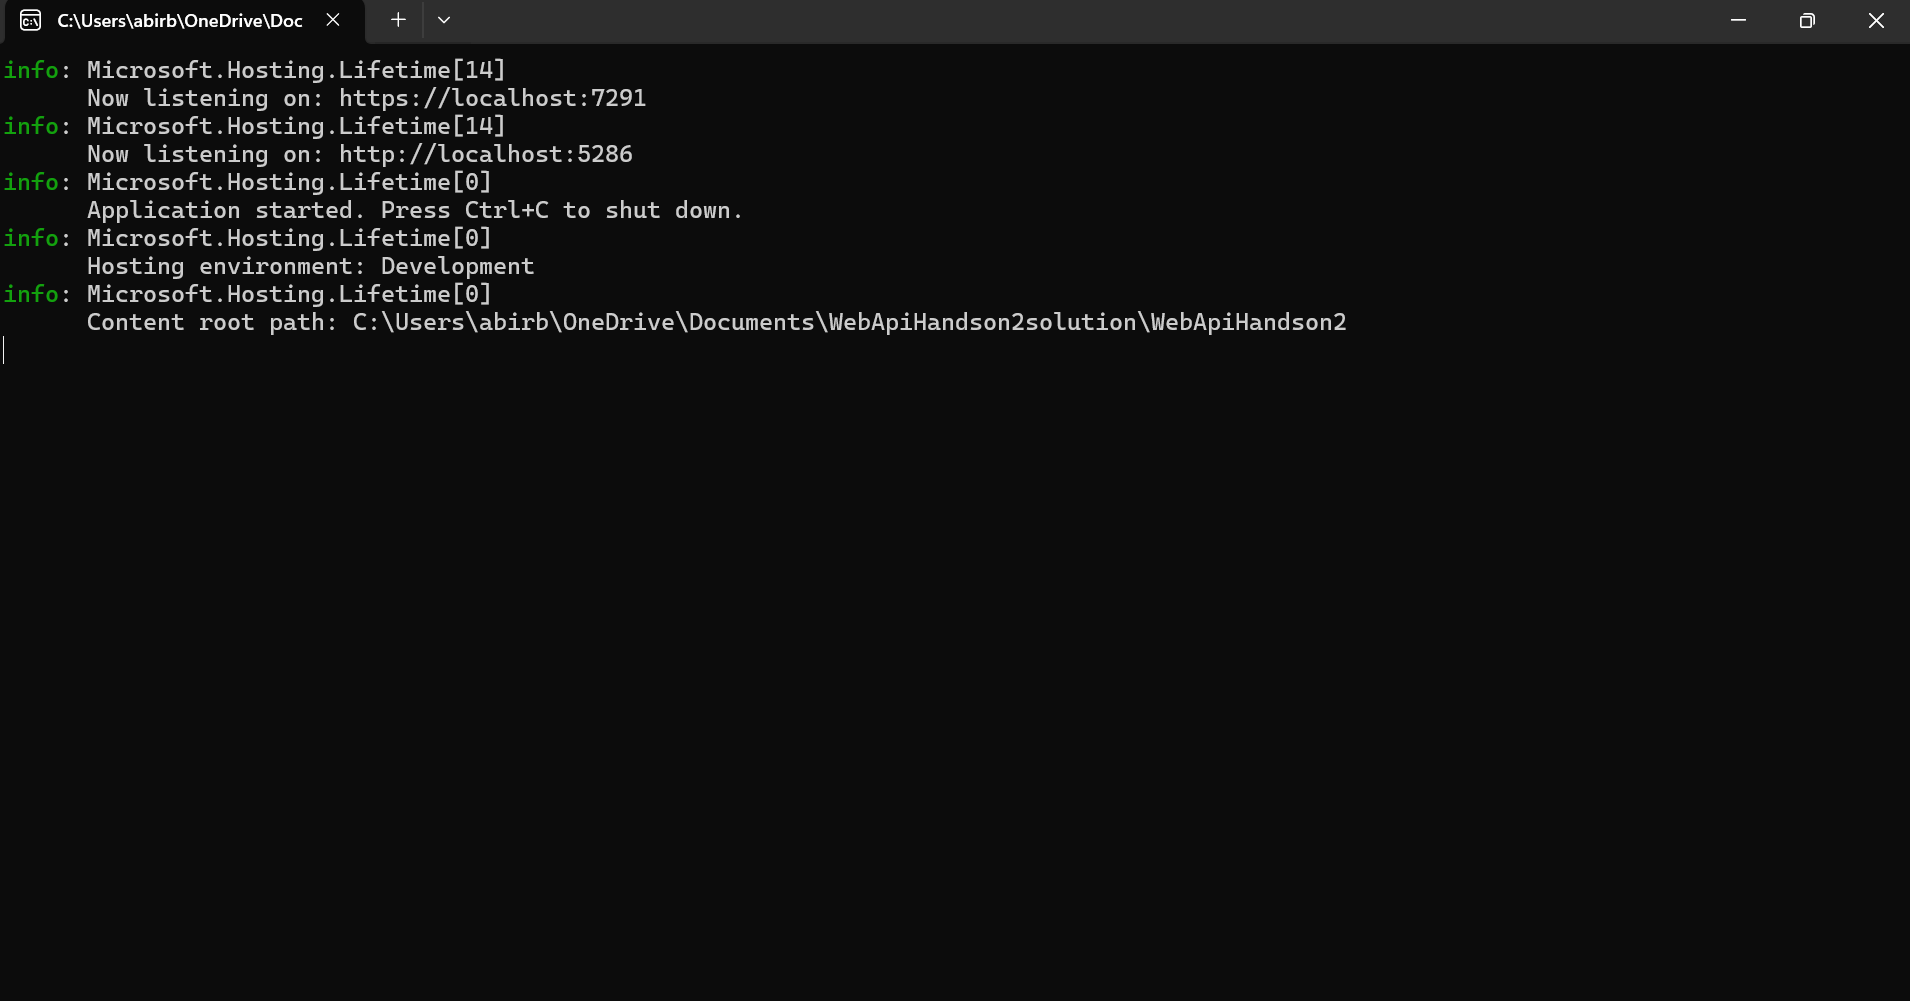 C:\Users\abirb\OneDrive\Doc
info: Microsoft.Hosting.Lifetime[14]
      Now listening on: https://localhost:7291
info: Microsoft.Hosting.Lifetime[14]
      Now listening on: http://localhost:5286
info: Microsoft.Hosting.Lifetime[0]
      Application started. Press Ctrl+C to shut down.
info: Microsoft.Hosting.Lifetime[0]
      Hosting environment: Development
info: Microsoft.Hosting.Lifetime[0]
      Content root path: C:\Users\abirb\OneDrive\Documents\WebApiHandson2solution\WebApiHandson2